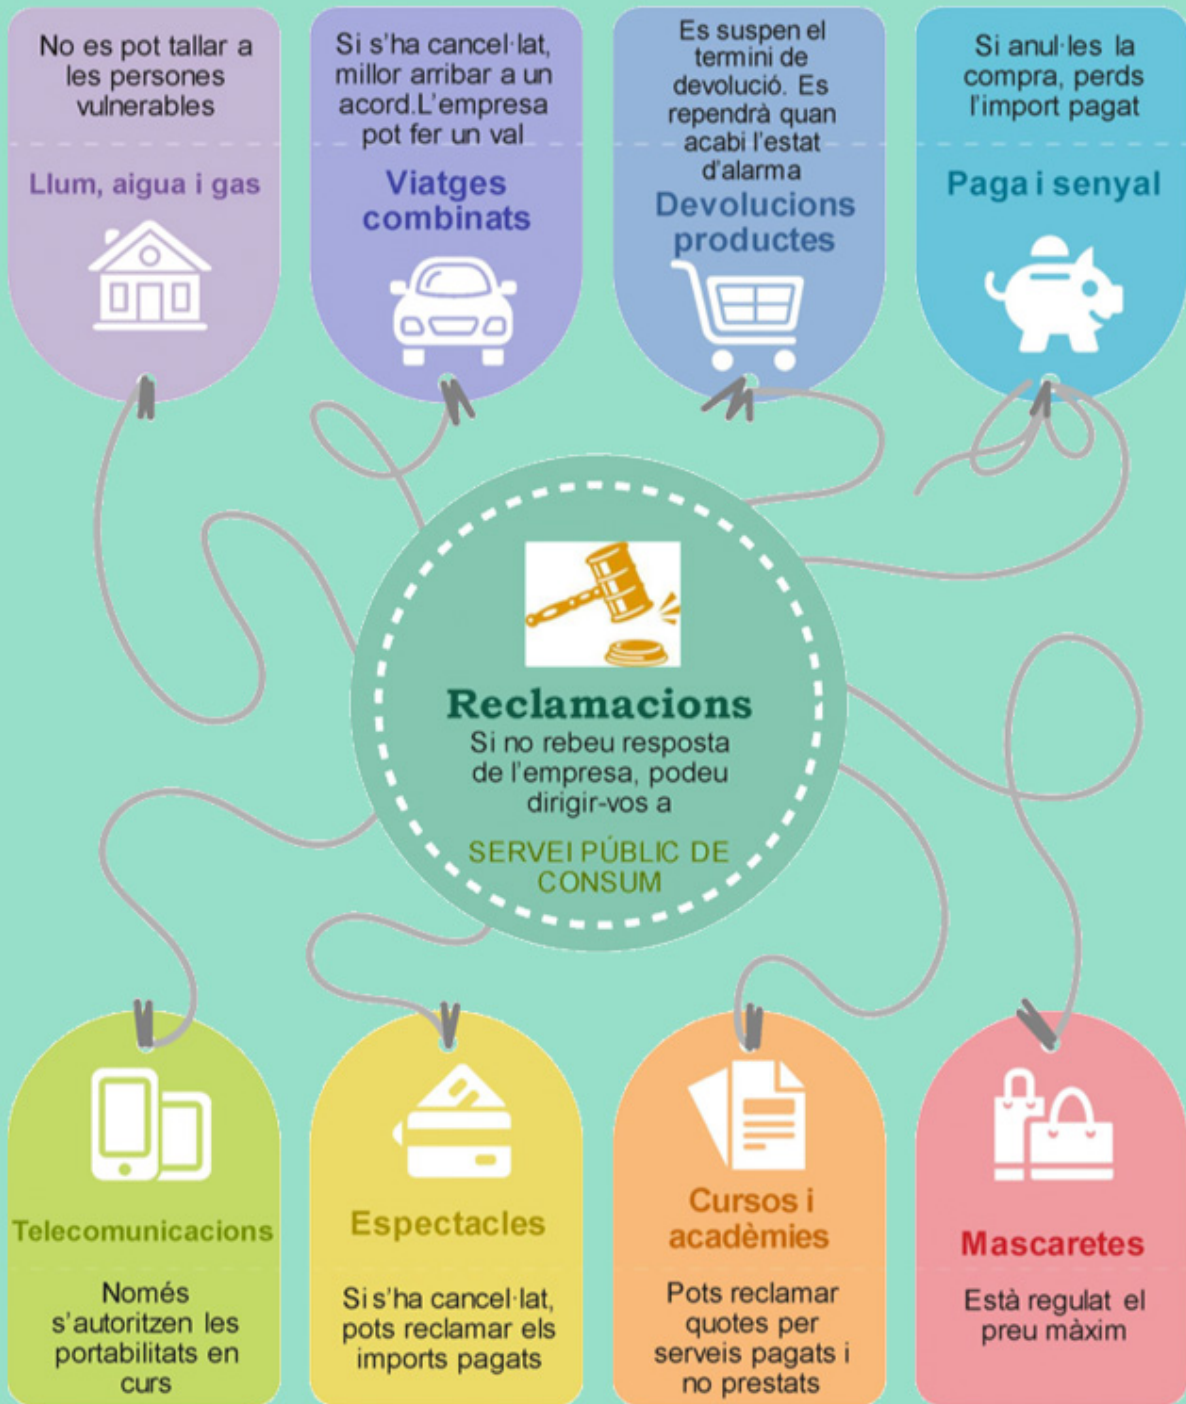 No es pot tallar a
les persones
vulnerables
Llum, aigua i gas
Si s'ha cancel·lat,
millor arribar a un
acord.L'empresa
pot fer un val
Viatges
combinats
Es suspen el
termini de
devolució. Es
rependrà quan
acabi l'estat
d'alarma
Devolucions
productes
Si anul·les la
compra, perds
l'import pagat
Paga i senyal
Reclamacions
Si no rebeu resposta
de l'empresa, podeu
dirigir-vos a
SERVEI PÚBLIC DE
CONSUM
Telecomunicacions
Només
s'autoritzen les
portabilitats en
curs
Espectacles
Si s'ha cancel·lat,
pots reclamar els
imports pagats
Cursos i
acadèmies
Pots reclamar
quotes per
serveis pagats i
no prestats
Mascaretes
Està regulat el
preu màxim